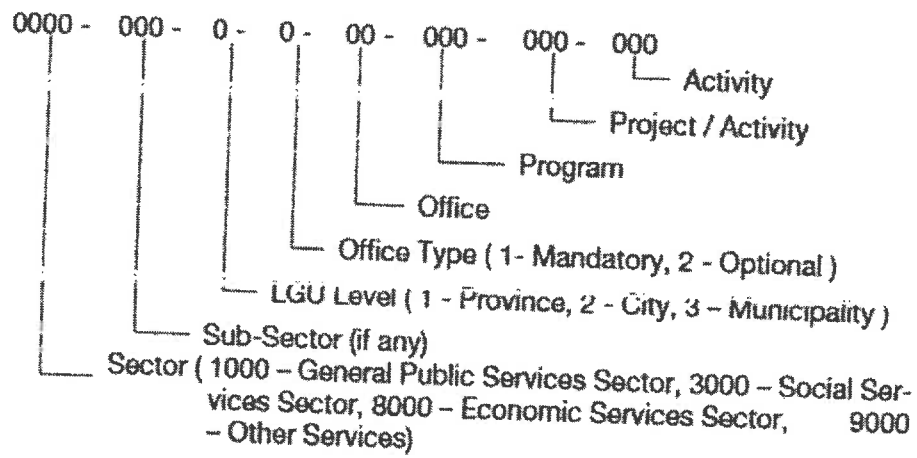 0000 - 000 - 0 - 0 - 00 - 000 - 000 - 000
Activity
Project / Activity
Program
Office
Office Type ( 1- Mandatory, 2 - Optional )
LGU Level ( 1 - Province, 2 - City, 3 – Municipality )
Sub-Sector (if any)
Sector ( 1000 – General Public Services Sector, 3000 – Social Ser-
vices Sector, 8000 – Economic Services Sector, 9000
– Other Services)